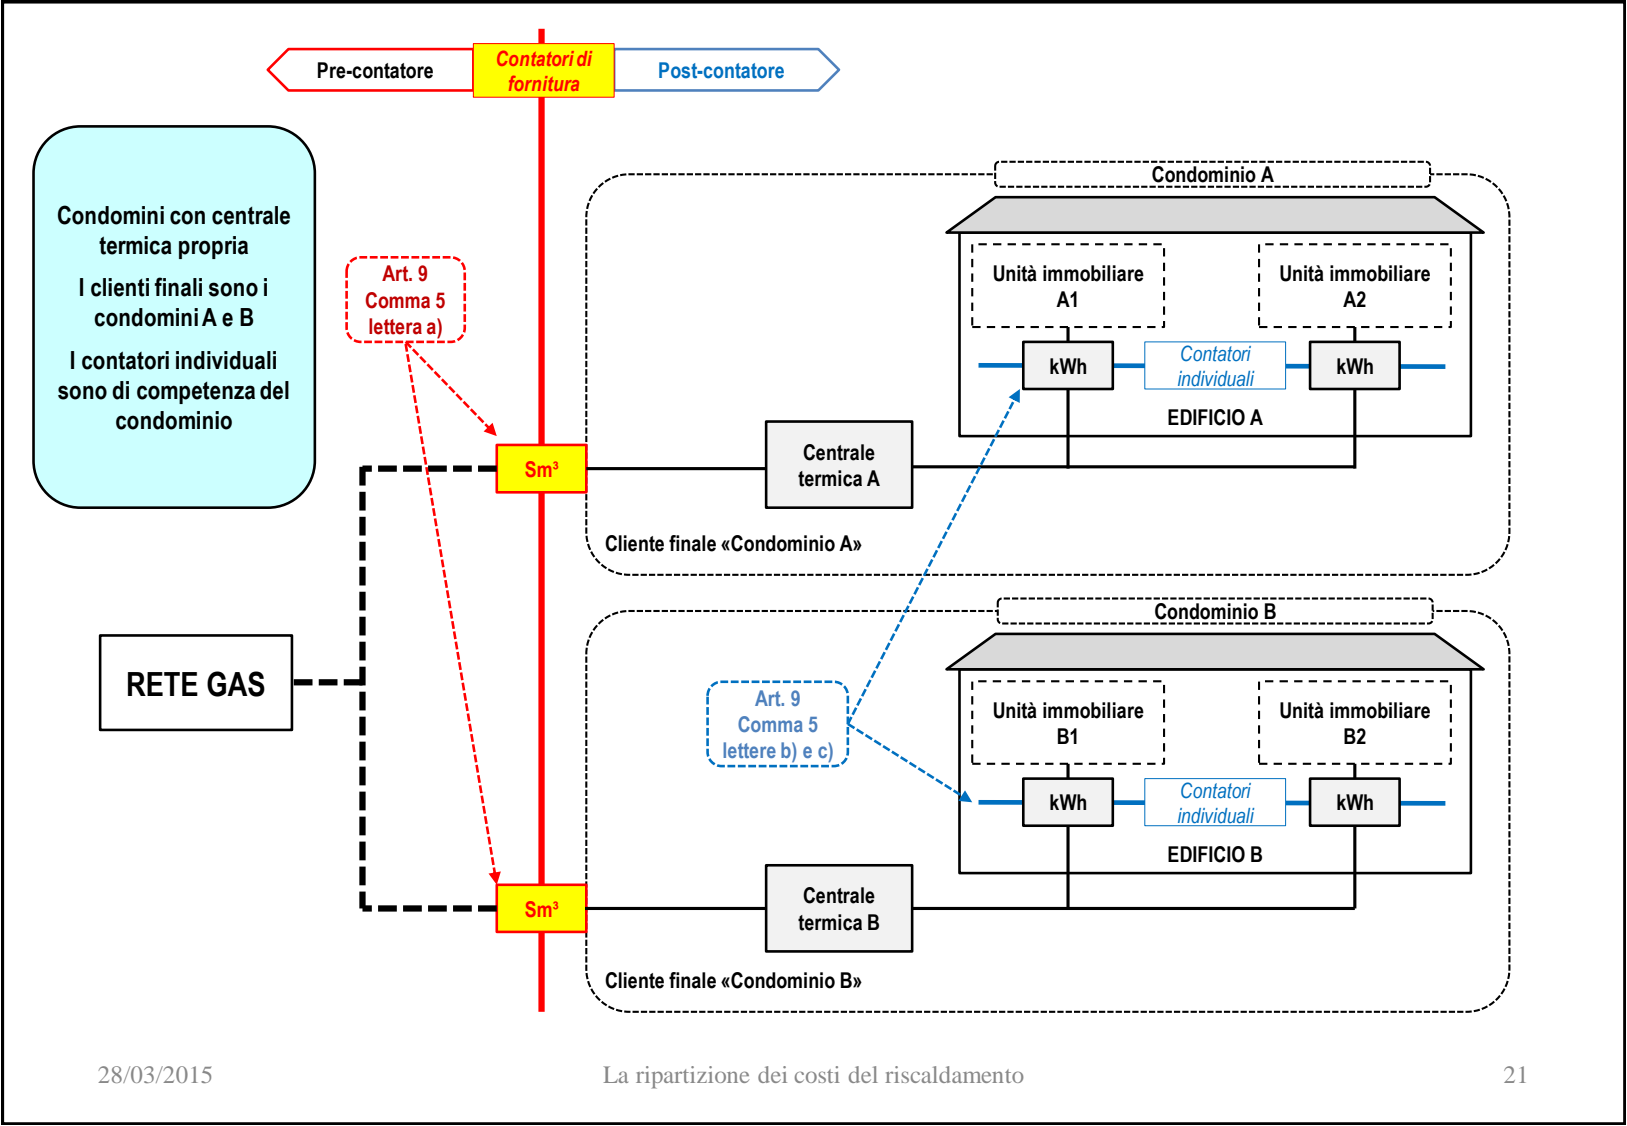 Pre-contatore
Contatori di
fornitura
Post-contatore
Condomini con centrale
termica propria
I clienti finali sono i
condomini A e B
I contatori individuali
sono di competenza del
condominio
Art. 9
Comma 5
lettera a)
Condominio A
Unità immobiliare
A1
Unità immobiliare
A2
kWh
Contatori
individuali
kWh
EDIFICIO A
Centrale
termica A
Sm³
Cliente finale «Condominio A»
RETE GAS
Condominio B
Art. 9
Comma 5
lettere b) e c)
Unità immobiliare
B1
Unità immobiliare
B2
kWh
Contatori
individuali
kWh
EDIFICIO B
Centrale
termica B
Sm³
Cliente finale «Condominio B»
28/03/2015
La ripartizione dei costi del riscaldamento
21